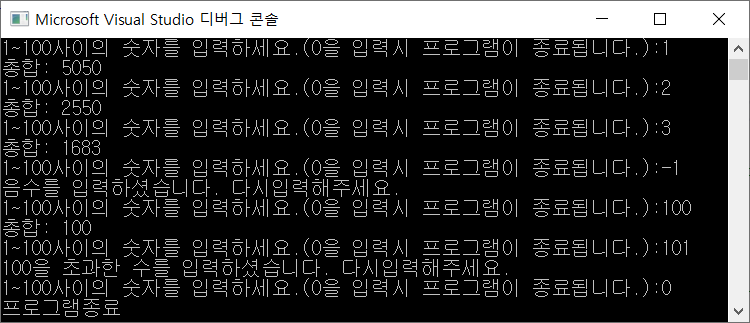 Microsoft Visual Studio 디버그 콘솔
1~100사이의 숫자를 입력하세요.(0을 입력시 프로그램이 종료됩니다.):1
총합: 5050
1~100사이의 숫자를 입력하세요.(0을 입력시 프로그램이 종료됩니다.):2
총합: 2550
1~100사이의 숫자를 입력하세요.(0을 입력시 프로그램이 종료됩니다.):3
총합: 1683
1~100사이의 숫자를 입력하세요.(0을 입력시 프로그램이 종료됩니다.):-1
음수를 입력하셨습니다. 다시입력해주세요.
1~100사이의 숫자를 입력하세요.(0을 입력시 프로그램이 종료됩니다.):100
총합: 100
1~100사이의 숫자를 입력하세요.(0을 입력시 프로그램이 종료됩니다.):101
100을 초과한 수를 입력하셨습니다. 다시입력해주세요.
1~100사이의 숫자를 입력하세요.(0을 입력시 프로그램이 종료됩니다.):0
프로그램종료